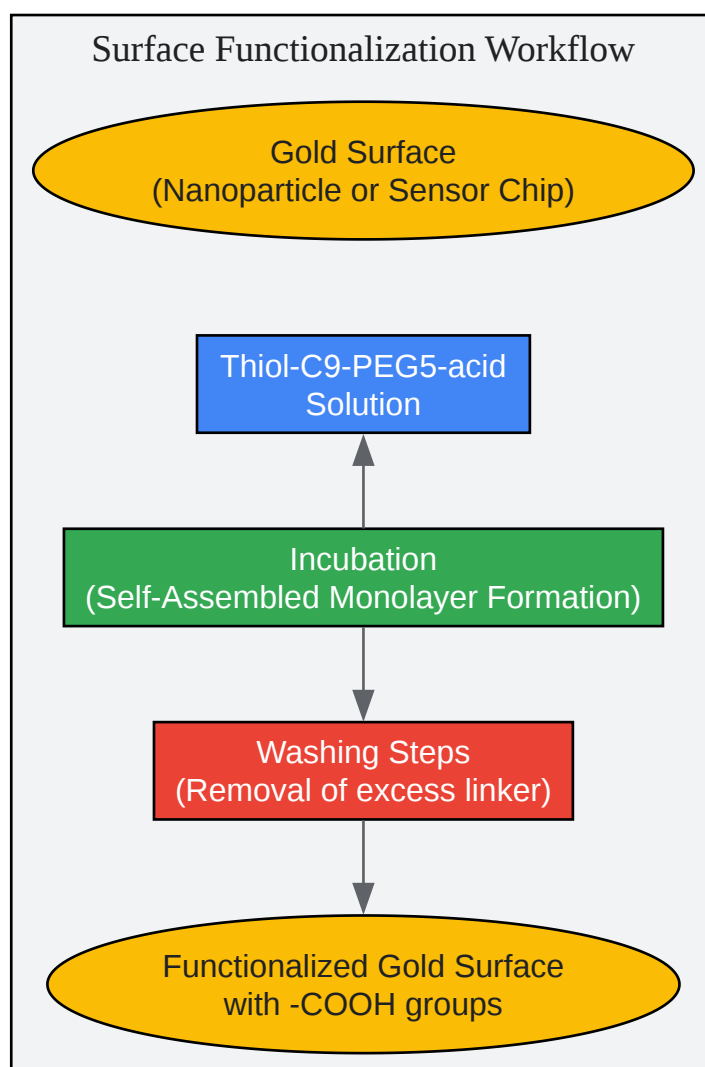 Surface Functionalization Workflow
Gold Surface
(Nanoparticle or Sensor Chip)
Thiol-C9-PEG5-acid
Solution
Incubation
(Self-Assembled Monolayer Formation)
Washing Steps
(Removal of excess linker)
Functionalized Gold Surface
with -COOH groups